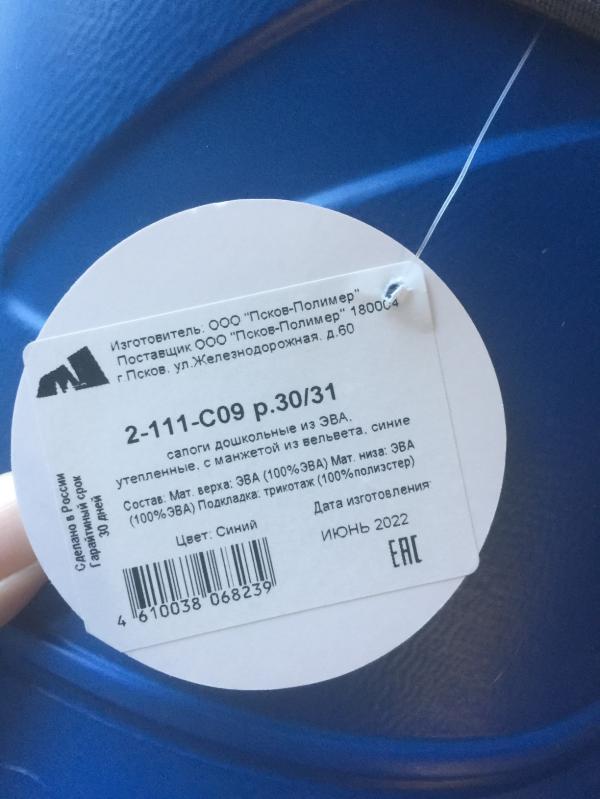 Изготовитель: ООО "Псков-Полимер"
Поставщик ООО "Псков-Полимер" 180004
г.Псков, ул.Железнодорожная, д.60
2-111-С09 р.30/31
сапоги дошкольные из ЭВА,
утепленные, с манжетой из вельвета, синие
Состав: Мат. верха: ЭВА (100%ЭВА) Мат. низа: ЭВА
(100%ЭВА) Подкладка: трикотаж (100%полиэстер)
Сделано в России
Гарайтиный срок
30 дней
Цвет: Синий
Дата изготовления
ИЮНЬ 2022
ЕАС
4 610038 068239